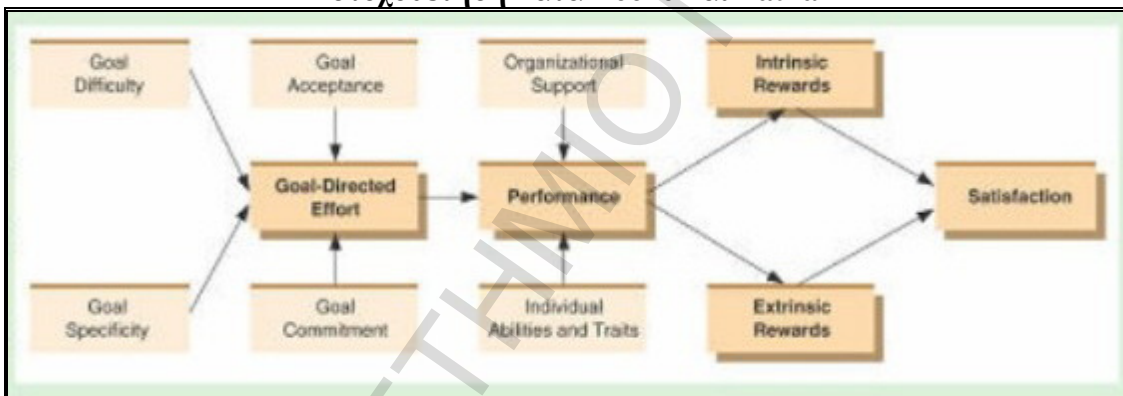 Goal
Difficulty
Goal
Acceptance
Organizational
Support
Intrinsic
Rewards
Goal-Directed
Effort
Performance
Satisfaction
Goal
Specificity
Goal
Commitment
Individual
Abilities and Traits
Extrinsic
Rewards